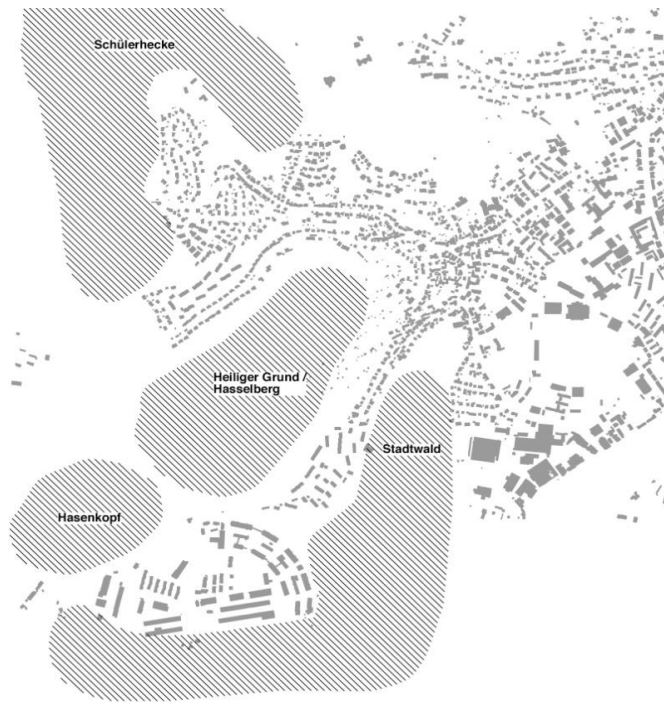 Schülerhecke
Heiliger Grund /
Hasselberg
Stadtwald
Hasenkopf